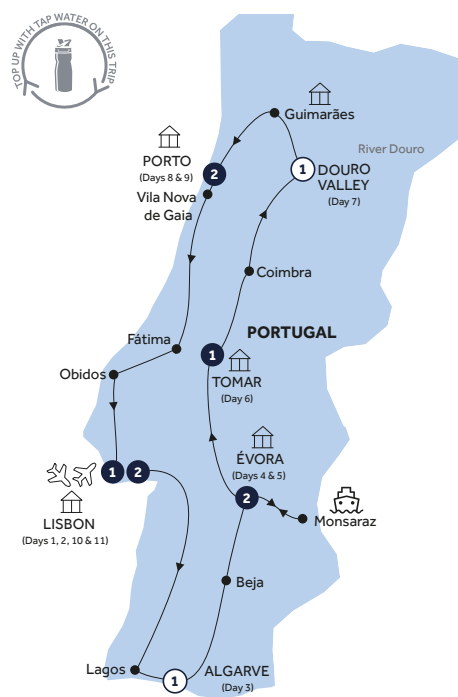 TOP UP WITH TAP WATER ON THIS TRIP
Guimarães
River Douro
PORTO
(Days 8 & 9)
2
1
DOURO
VALLEY
(Day 7)
Vila Nova
de Gaia
Coimbra
PORTUGAL
Fátima
1
TOMAR
(Day 6)
Obidos
ÉVORA
(Days 4 & 5)
1
2
LISBON
(Days 1, 2, 10 & 11)
2
Monsaraz
Beja
Lagos
1
ALGARVE
(Day 3)